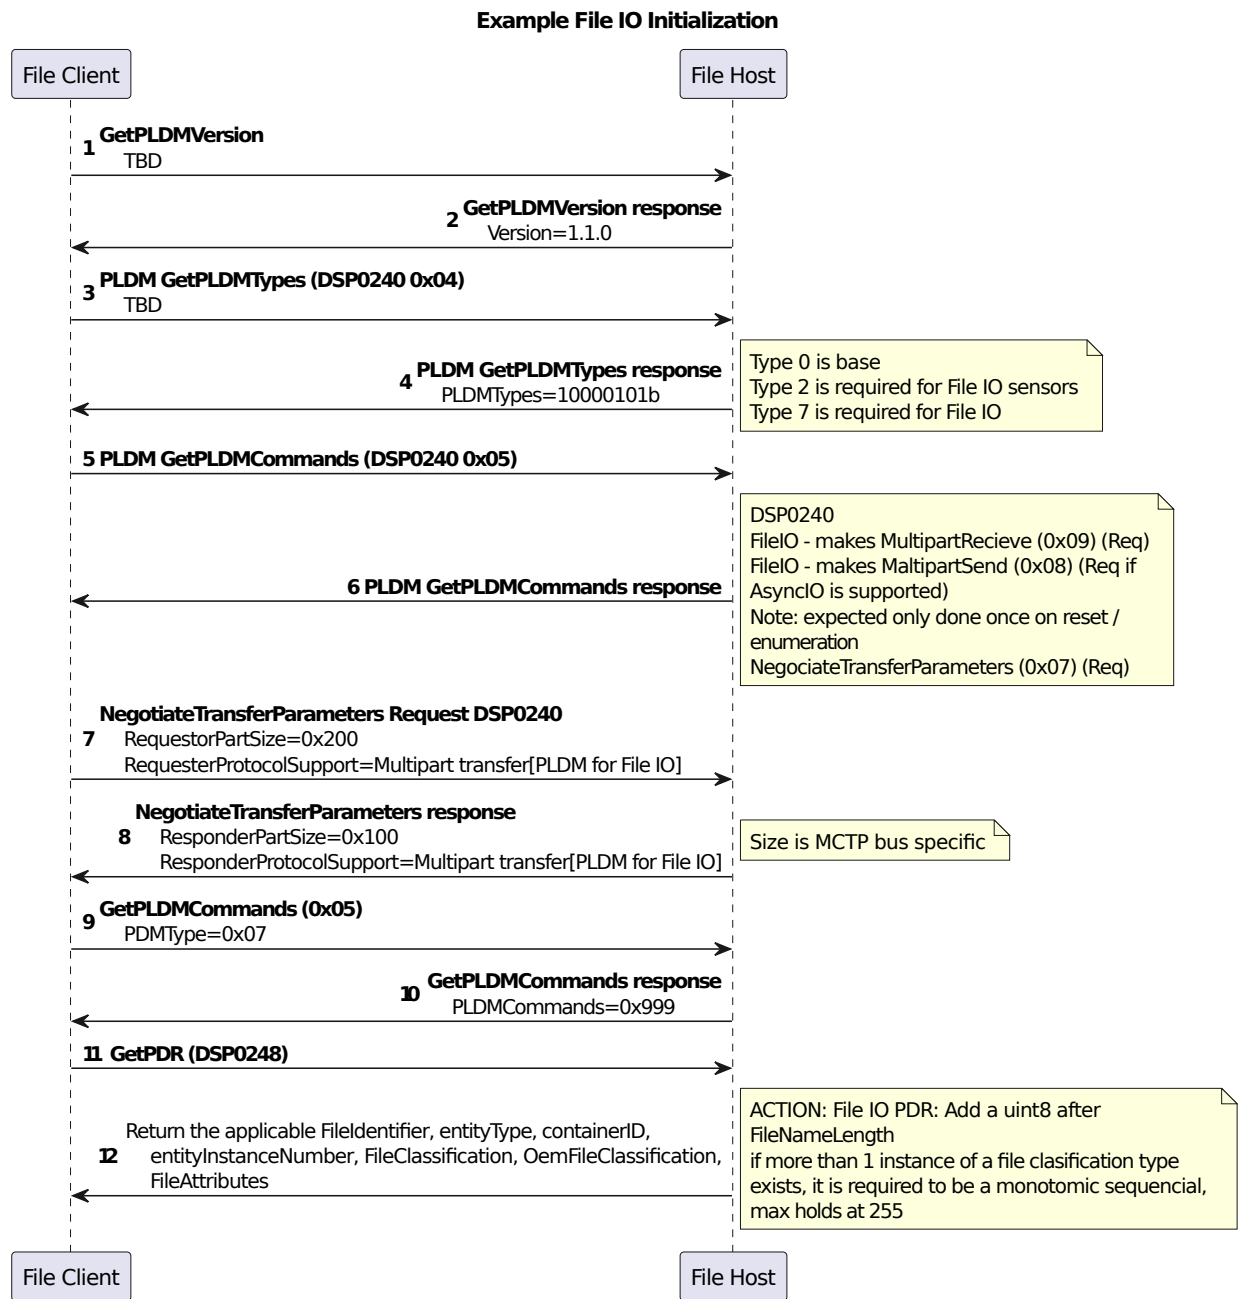 Example File IO Initialization
File Client
File Host
1
GetPLDMVersion
TBD
2
GetPLDMVersion response
Version=1.1.0
3
PLDM GetPLDMTypes (DSP0240 0x04)
TBD
4
PLDM GetPLDMTypes response
PLDMTypes=10000101b
Type 0 is base
Type 2 is required for File IO sensors
Type 7 is required for File IO
5 PLDM GetPLDMCommands (DSP0240 0x05)
6 PLDM GetPLDMCommands response
DSP0240
FileIO - makes MultipartRecieve (0x09) (Req)
FileIO - makes MaltipartSend (0x08) (Req if
AsyncIO is supported)
Note: expected only done once on reset /
enumeration
NegociateTransferParameters (0x07) (Req)
7
NegotiateTransferParameters Request DSP0240
RequestorPartSize=0x200
RequesterProtocolSupport=Multipart transfer[PLDM for File IO]
8
NegotiateTransferParameters response
ResponderPartSize=0x100
ResponderProtocolSupport=Multipart transfer[PLDM for File IO]
Size is MCTP bus specific
9
GetPLDMCommands (0x05)
PDMType=0x07
10
GetPLDMCommands response
PLDMCommands=0x999
11 GetPDR (DSP0248)
12
Return the applicable FileIdentifier, entityType, containerID,
entityInstanceNumber, FileClassification, OemFileClassification,
FileAttributes
ACTION: File IO PDR: Add a uint8 after
FileNameLength
if more than 1 instance of a file clasification type
exists, it is required to be a monotomic sequencial,
max holds at 255
File Client
File Host